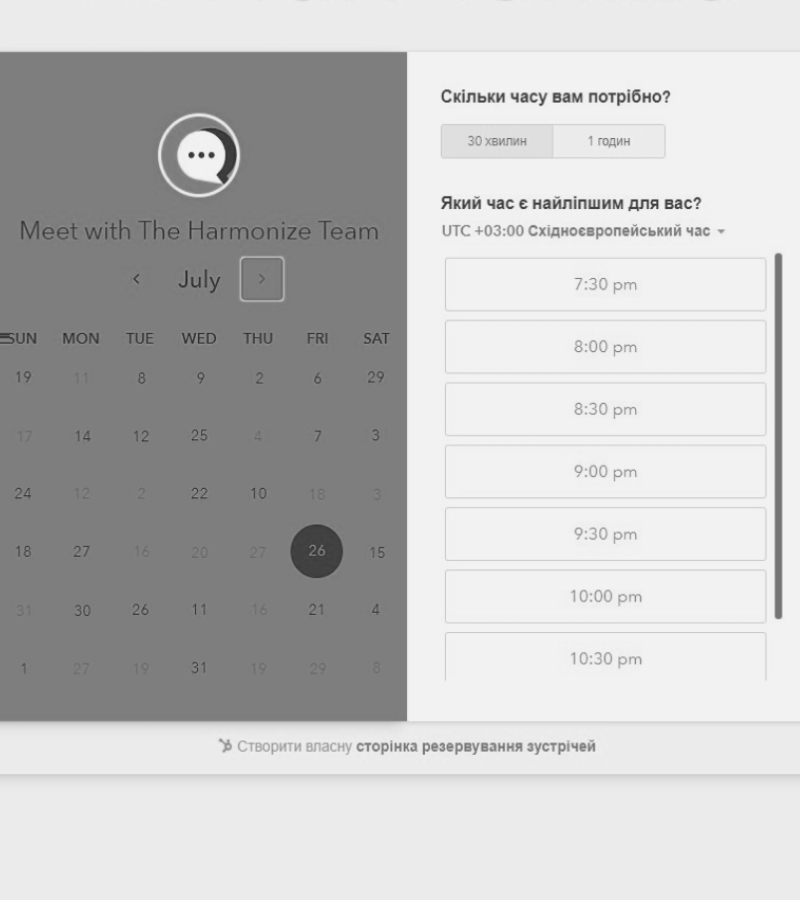 Meet with The Harmonize Team
July
SUN MON TUE WED THU FRI SAT
19 11 8 9 2 6 29
17 14 12 25 4 7 3
24 12 2 22 10 18 3
18 27 16 20 27 26 15
31 30 26 11 16 21 4
1 27 19 31 19 29 8
Скільки часу вам потрібно?
30 хвилин 1 годин
Який час є найліпшим для вас?
UTC +03:00 Східноєвропейський час
7:30 pm
8:00 pm
8:30 pm
9:00 pm
9:30 pm
10:00 pm
10:30 pm
Створити власну сторінка резервування зустрічей